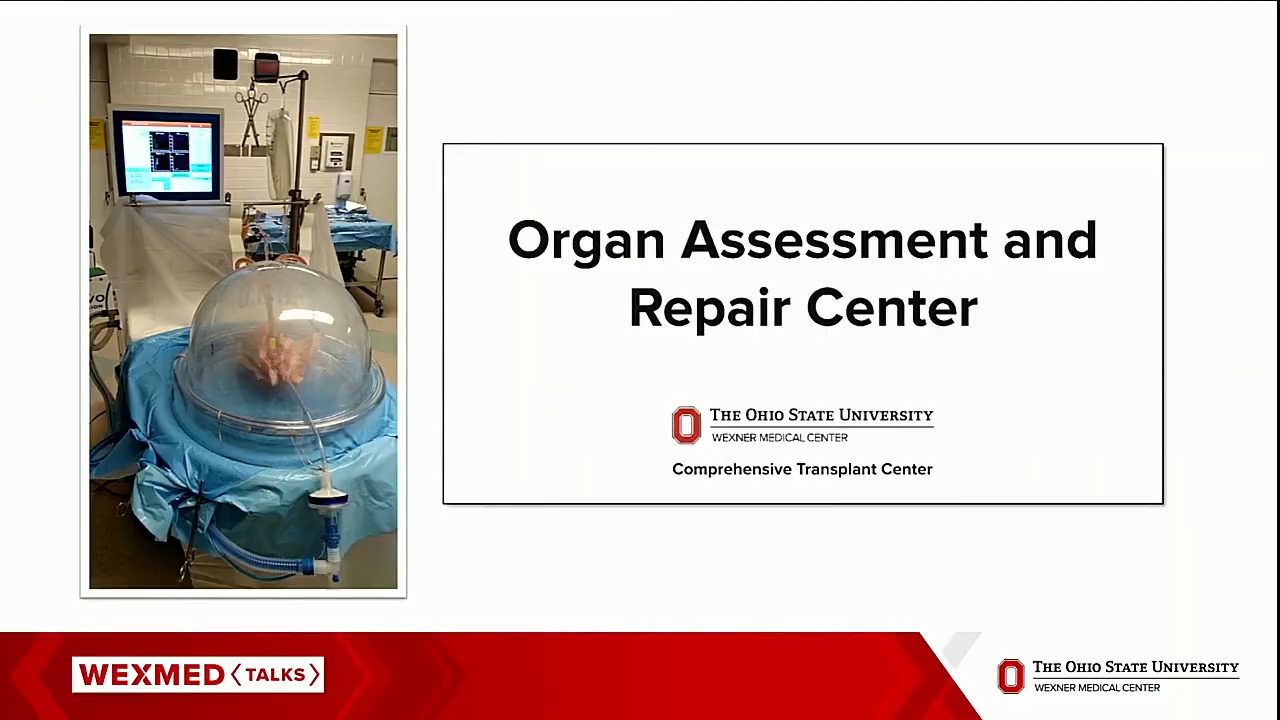 Organ Assessment and
Repair Center
THE OHIO STATE UNIVERSITY
WEXNER MEDICAL CENTER
Comprehensive Transplant Center
WEXMED TALKS
THE OHIO STATE UNIVERSITY
WEXNER MEDICAL CENTER